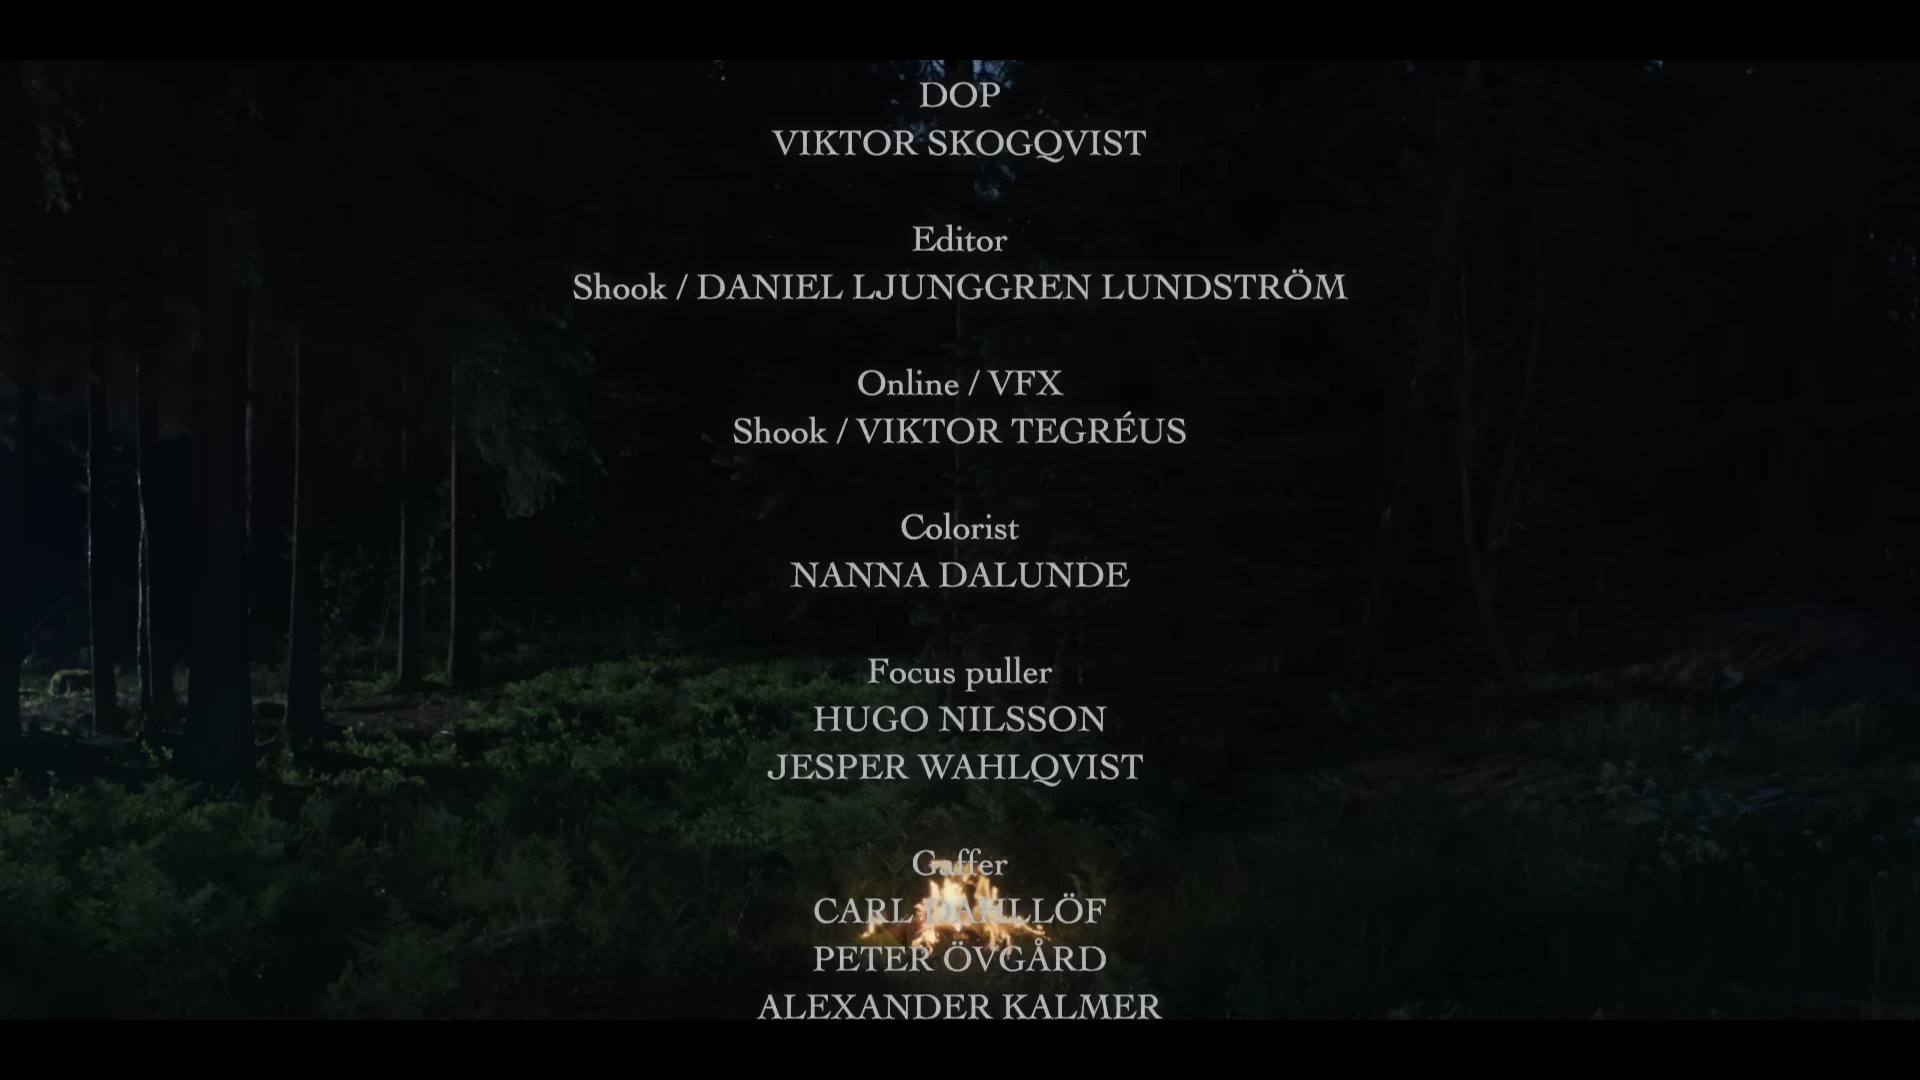 DOP
VIKTOR SKOGQVIST
Editor
Shook / DANIEL LJUNGGREN LUNDSTRÖM
Online / VFX
Shook / VIKTOR TEGRÉUS
Colorist
NANNA DALUNDE
Focus puller
HUGO NILSSON
JESPER WAHLQVIST
Gaffer
CARL DAHLLÖF
PETER ÖVGÅRD
ALEXANDER KALMER